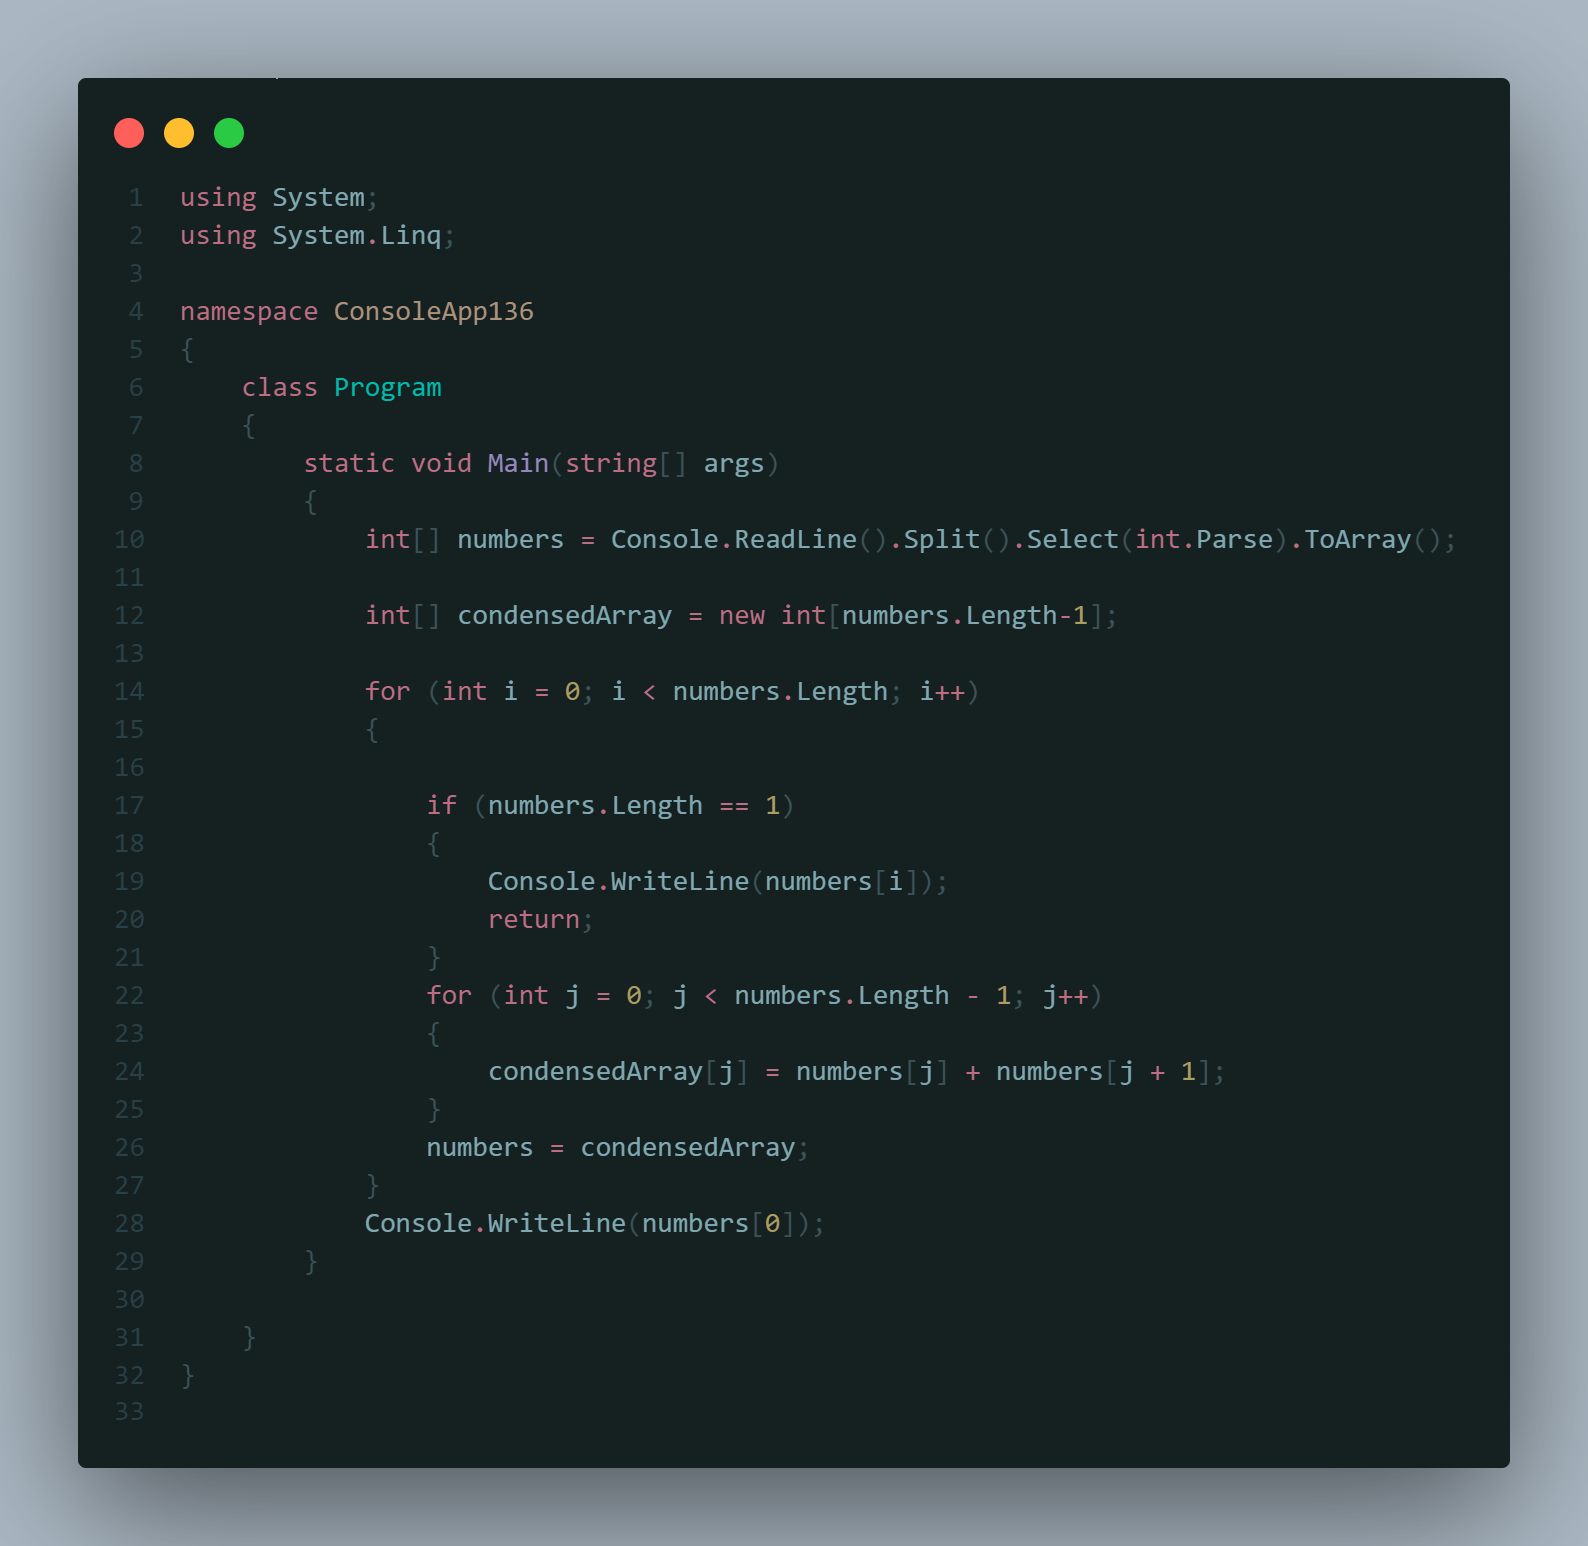 1 using System;
2 using System.Linq;
3
4 namespace ConsoleApp136
5 {
6     class Program
7     {
8         static void Main(string[] args)
9         {
10             int[] numbers = Console.ReadLine().Split().Select(int.Parse).ToArray();
11
12             int[] condensedArray = new int[numbers.Length-1];
13
14             for (int i = 0; i < numbers.Length; i++)
15             {
16
17                 if (numbers.Length == 1)
18                 {
19                     Console.WriteLine(numbers[i]);
20                     return;
21                 }
22                 for (int j = 0; j < numbers.Length - 1; j++)
23                 {
24                     condensedArray[j] = numbers[j] + numbers[j + 1];
25                 }
26                 numbers = condensedArray;
27             }
28             Console.WriteLine(numbers[0]);
29         }
30
31     }
32 }
33